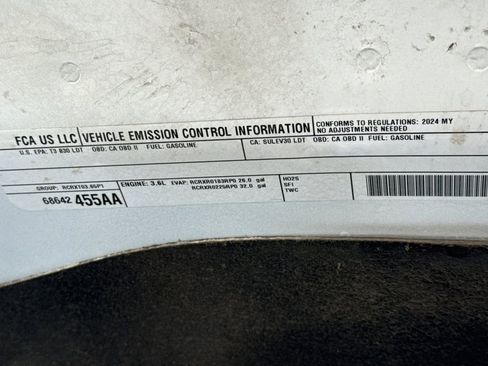 FCA US LLC VEHICLE EMISSION CONTROL INFORMATION CONFORMS TO REGULATIONS: 2024 MY
NO ADJUSTMENTS NEEDED
U.S. EPA: T3 B30 LDT OBD: CA OBD II FUEL: GASOLINE CA: SULEV30 LDT OBD: CA OBD II FUEL: GASOLINE
GROUP: RCRXT03.65P1 ENGINE: 3.6L EVAP: RCRXR0183RP0 26.0 gal HO2S
RCRXR0225RP0 32.0 gal SFI
TWC
68642 455AA